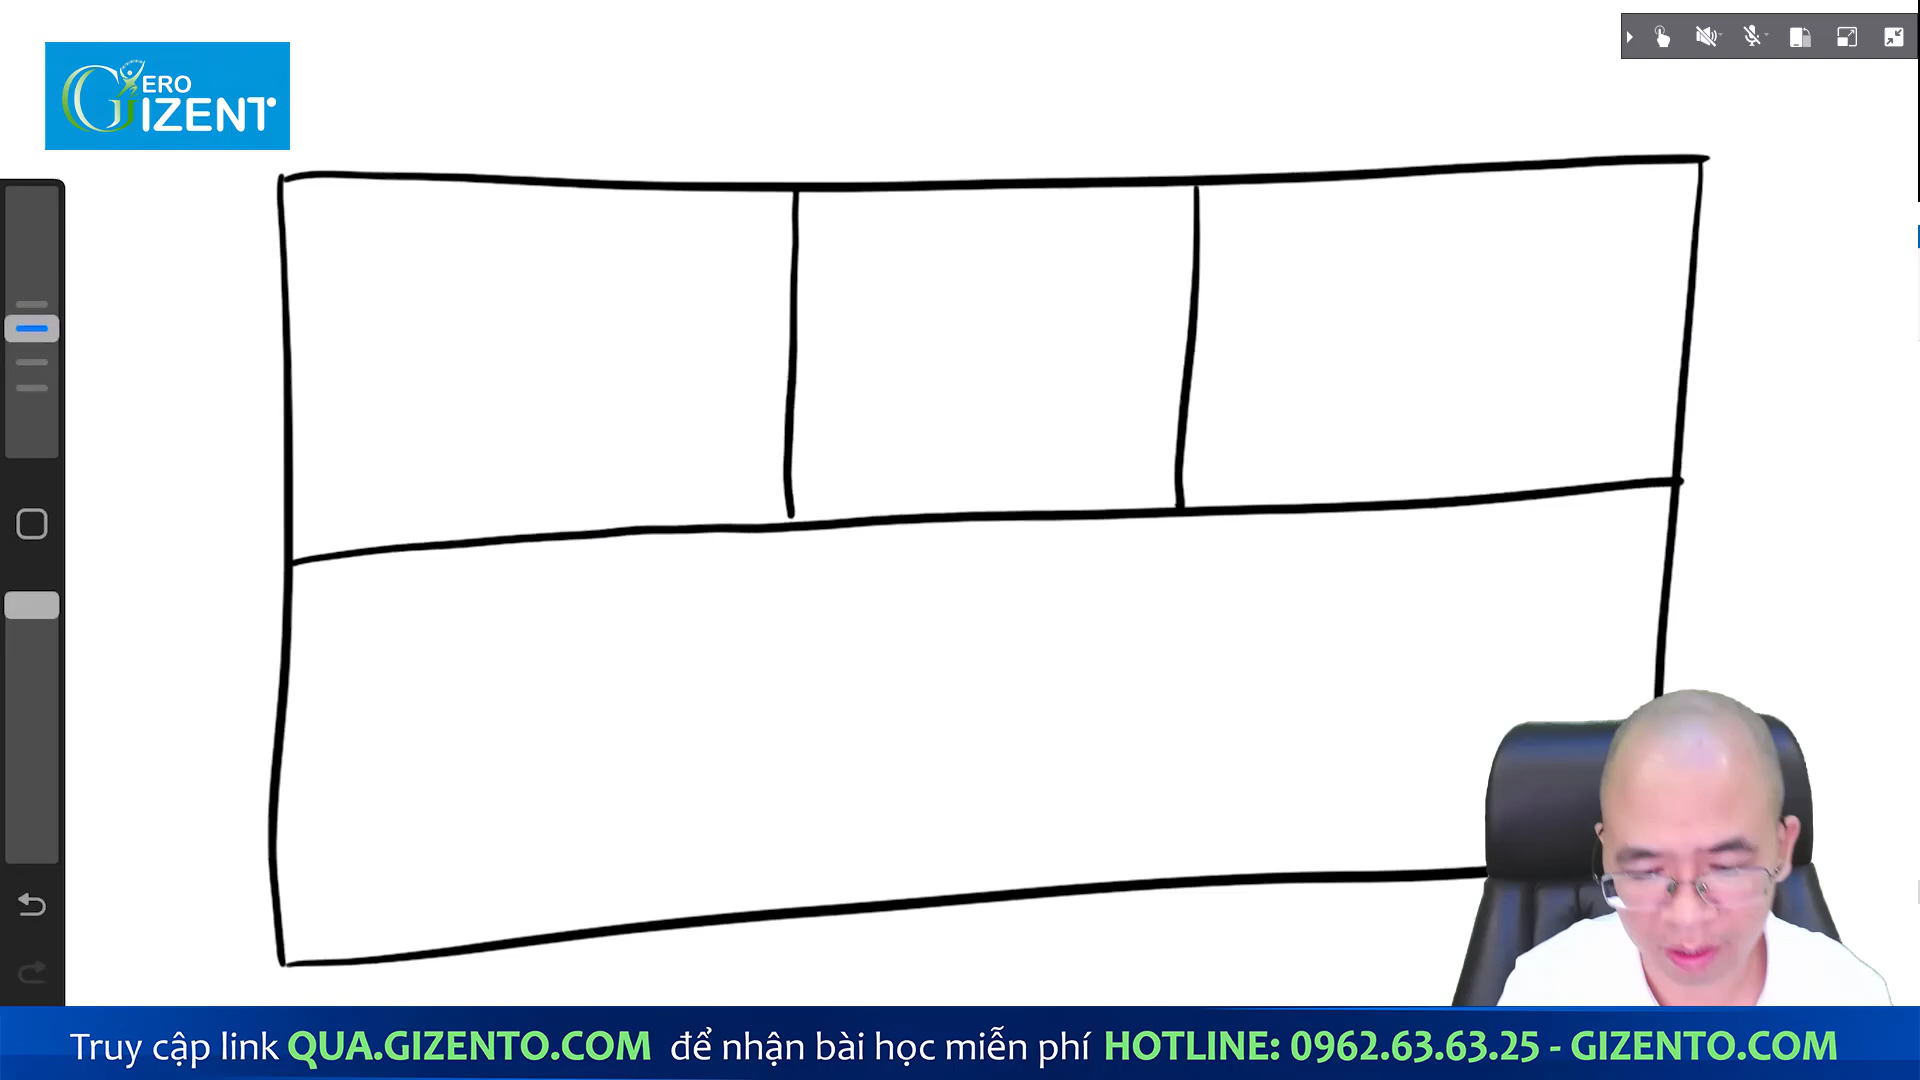 ERO
GIZENTO
Truy cập link QUA.GIZENTO.COM để nhận bài học miễn phí HOTLINE: 0962.63.63.25 - GIZENTO.COM